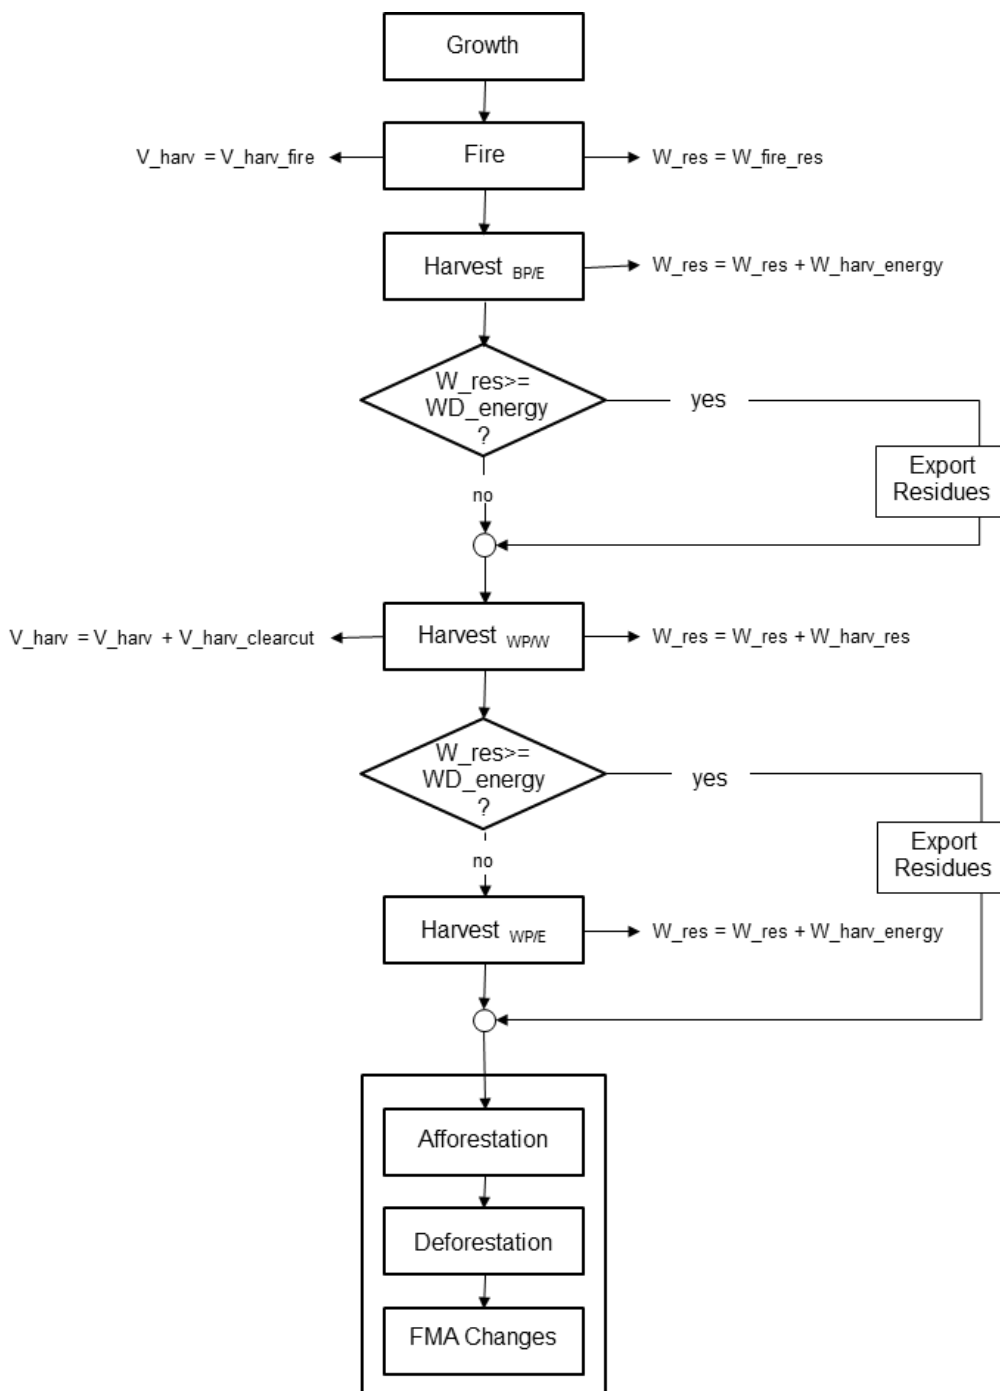 Growth
V_harv = V_harv_fire
Fire
W_res = W_fire_res
Harvest BP/E
W_res = W_res + W_harv_energy
W_res>=
WD_energy
?
yes
Export
Residues
no
V_harv = V_harv + V_harv_clearcut
Harvest WP/W
W_res = W_res + W_harv_res
W_res>=
WD_energy
?
yes
Export
Residues
no
Harvest WP/E
W_res = W_res + W_harv_energy
Afforestation
Deforestation
FMA Changes